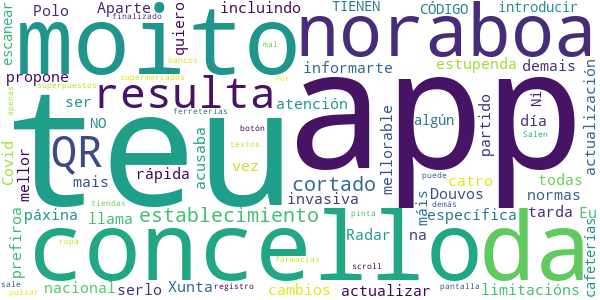 Polo
Aparte
finalizado
incluindo
TIENEN
CÓDIGO
introducir
escanear
moito
quiero
noraboa
propone
supermercados
bancos
mal
informarte
estupenda
demais
superpuestos
resulta
ser
atención
Por
apenas
ferreterías
teu
app
Covid
NO
QR
acusaba
textos
botón
algún
partido
Ni
día
Salen
actualización
mellor
mais
rápida
vez
cortado
mellorable
catro
puede
Douvos
todas
invasiva
normas
prefiroa
páxina
tiendas
llama
establecimiento
máis
específica
demás
tarda
Eu
concello
da
pinta
Radar
na
ropa
farmacias
nacional
serlo
Xunta
cambios
scroll
actualizar
limitacións
cafeterías
sale
pulsar
registro
pantalla